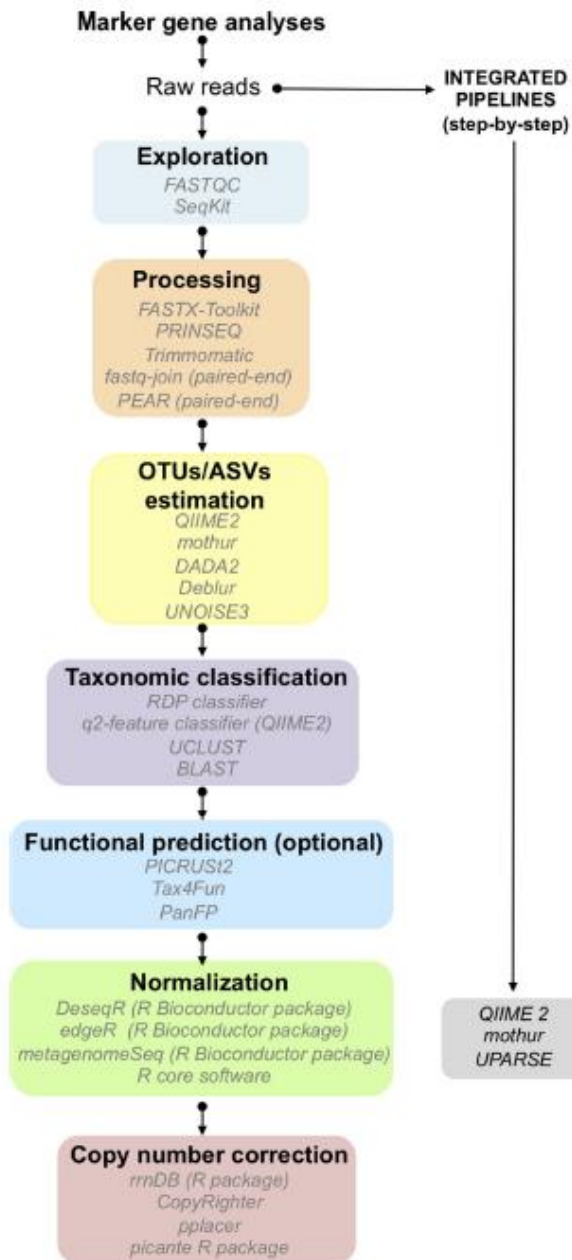 Marker gene analyses
Raw reads
INTEGRATED
PIPELINES
(step-by-step)
Exploration
FASTQC
SeqKit
Processing
FASTX-Toolkit
PRINSEQ
Trimmomatic
fastq-join (paired-end)
PEAR (paired-end)
OTUs/ASVs
estimation
QIIME2
mothur
DADA2
Deblur
UNOISE3
Taxonomic classification
RDP classifier
q2-feature classifier (QIIME2)
UCLUST
BLAST
Functional prediction (optional)
PICRUSt2
Tax4Fun
PanFP
Normalization
DeseqR (R Bioconductor package)
edgeR (R Bioconductor package)
metagenomeSeq (R Bioconductor package)
R core software
QIIME 2
mothur
UPARSE
Copy number correction
rrnDB (R package)
CopyRighter
pplacer
picante R package